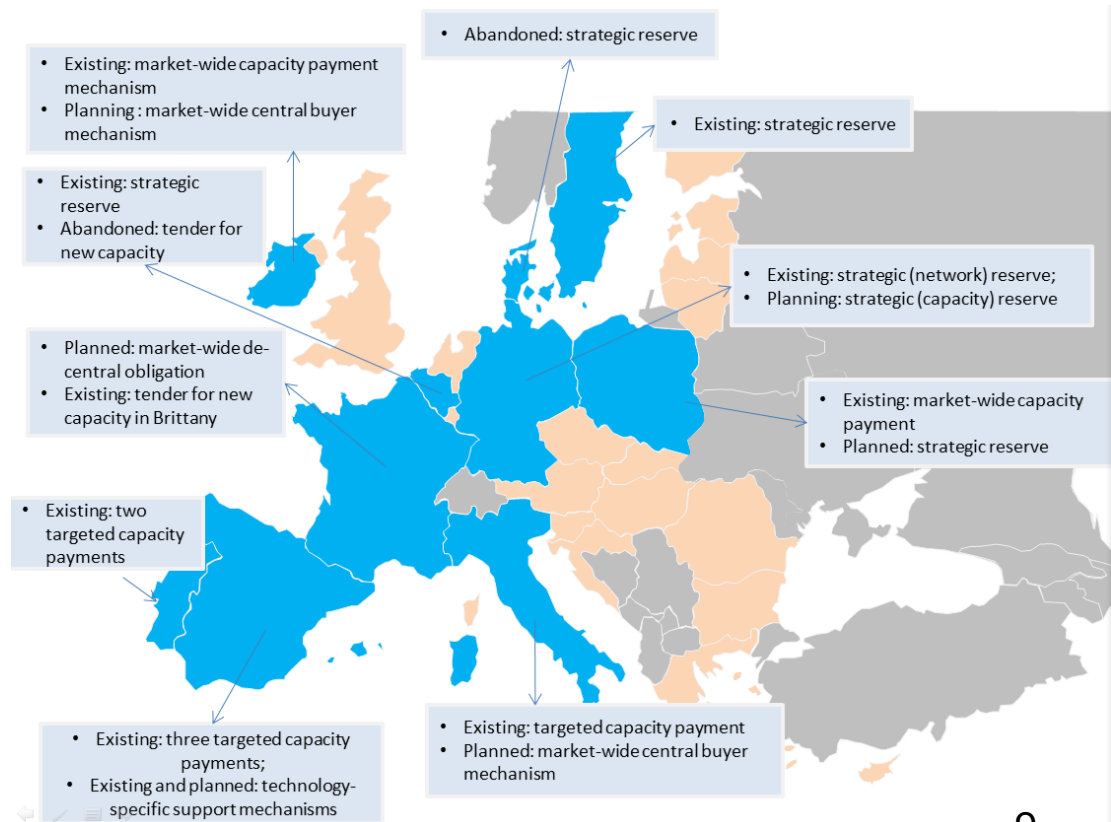 • Abandoned: strategic reserve
• Existing: market-wide capacity payment
mechanism
• Planning : market-wide central buyer
mechanism
• Existing: strategic reserve
• Existing: strategic
reserve
• Abandoned: tender for
new capacity
• Existing: strategic (network) reserve;
• Planning: strategic (capacity) reserve
• Planned: market-wide de-
central obligation
• Existing: tender for new
capacity in Brittany
• Existing: market-wide capacity
payment
• Planned: strategic reserve
• Existing: two
targeted capacity
payments
• Existing: targeted capacity payment
• Planned: market-wide central buyer
mechanism
• Existing: three targeted capacity
payments;
• Existing and planned: technology-
specific support mechanisms